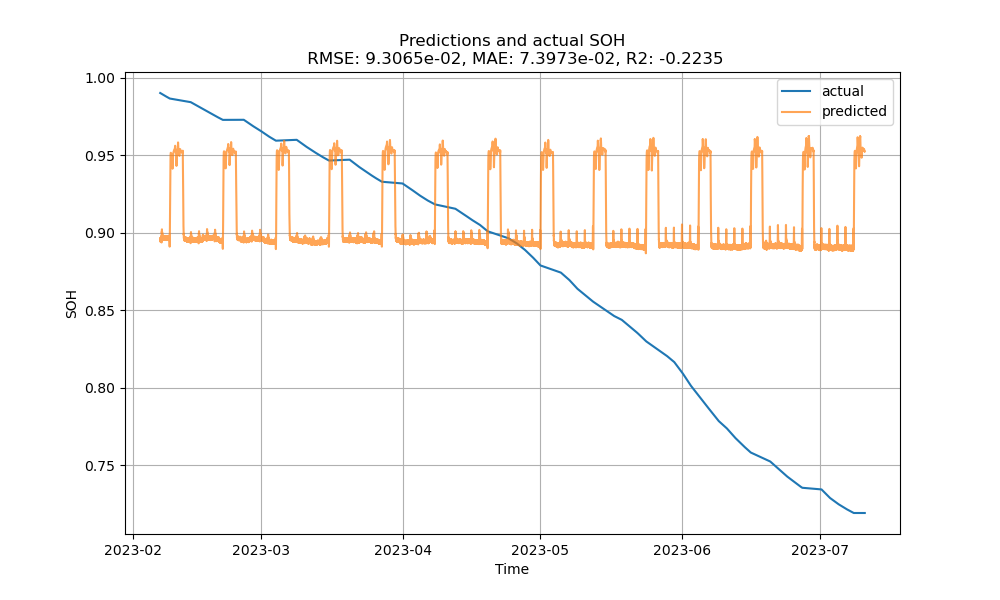 Predictions and actual SOH
RMSE: 9.3065e-02, MAE: 7.3973e-02, R2: -0.2235
actual
predicted
1.00
0.95
0.90
0.85
0.80
0.75
SOH
2023-02
2023-03
2023-04
2023-05
2023-06
2023-07
Time